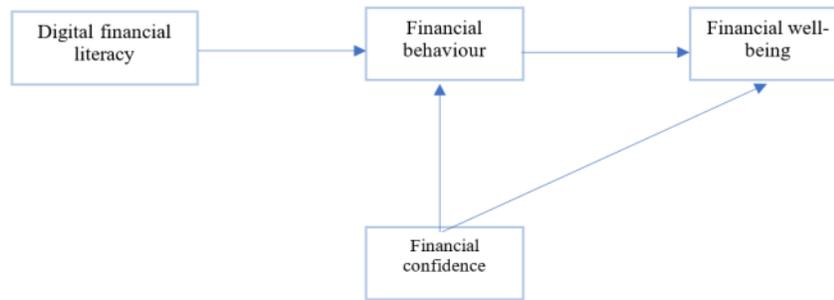 Digital financial
literacy
Financial
behaviour
Financial well-
being
Financial
confidence